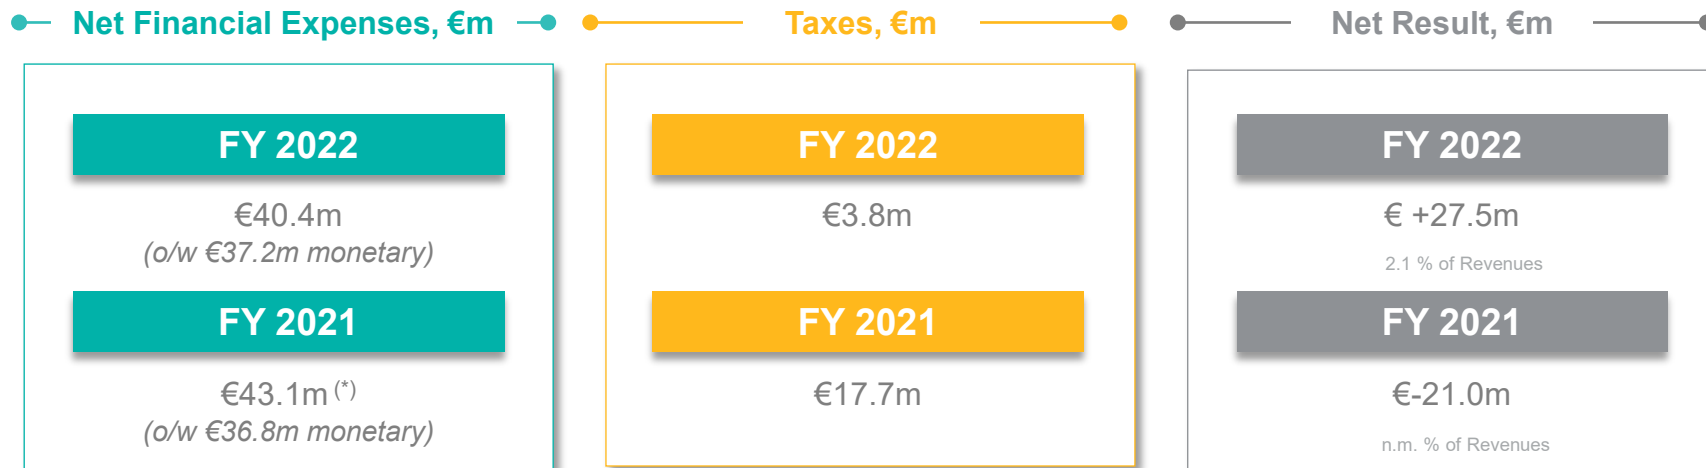 Net Financial Expenses, €m
FY 2022
€40.4m
(o/w €37.2m monetary)
FY 2021
€43.1m (*)
(o/w €36.8m monetary)
Taxes, €m
FY 2022
€3.8m
FY 2021
€17.7m
Net Result, €m
FY 2022
€ +27.5m
2.1 % of Revenues
FY 2021
€-21.0m
n.m. % of Revenues